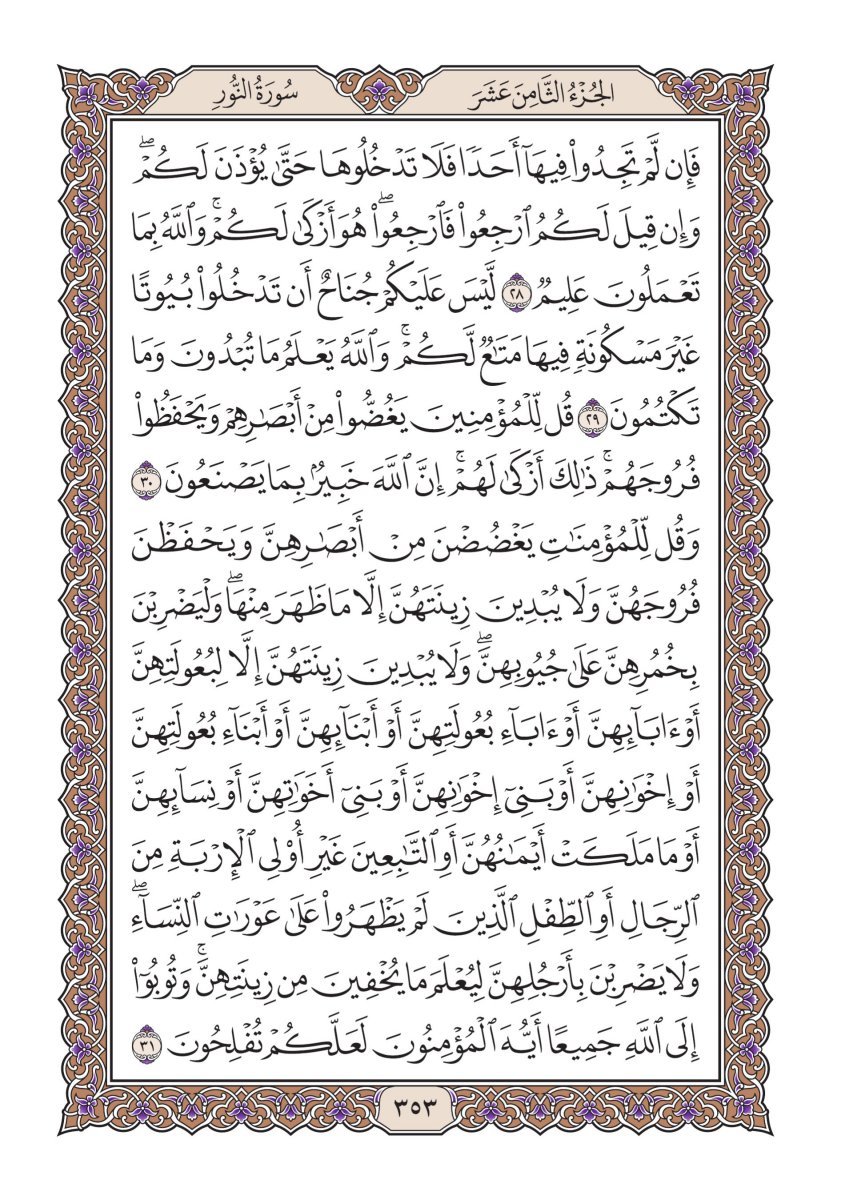 الجُزْءُ الثَّامِنَ عَشَرَ
سُورَةُ النُّورِ
فَإِن لَّمْ تَجِدُواْ فِيهَآ أَحَدٗا فَلَا تَدۡخُلُوهَا حَتَّىٰ يُؤۡذَنَ لَكُمۡۖ
وَإِن قِيلَ لَكُمُ ٱرۡجِعُواْ فَٱرۡجِعُواْۖ هُوَ أَزۡكَىٰ لَكُمۡۚ وَٱللَّهُ بِمَا
تَعۡمَلُونَ عَلِيمٞ ٢٨ لَّيۡسَ عَلَيۡكُمۡ جُنَاحٌ أَن تَدۡخُلُواْ بُيُوتًا
غَيۡرَ مَسۡكُونَةٖ فِيهَا مَتَٰعٞ لَّكُمۡۚ وَٱللَّهُ يَعۡلَمُ مَا تُبۡدُونَ وَمَا
تَكۡتُمُونَ ٢٩ قُل لِّلۡمُؤۡمِنِينَ يَغُضُّواْ مِنۡ أَبۡصَٰرِهِمۡ وَيَحۡفَظُواْ
فُرُوجَهُمۡۚ ذَٰلِكَ أَزۡكَىٰ لَهُمۡۚ إِنَّ ٱللَّهَ خَبِيرُۢ بِمَا يَصۡنَعُونَ ٣٠
وَقُل لِّلۡمُؤۡمِنَٰتِ يَغۡضُضۡنَ مِنۡ أَبۡصَٰرِهِنَّ وَيَحۡفَظۡنَ
فُرُوجَهُنَّ وَلَا يُبۡدِينَ زِينَتَهُنَّ إِلَّا مَا ظَهَرَ مِنۡهَاۖ وَلۡيَضۡرِبۡنَ
بِخُمُرِهِنَّ عَلَىٰ جُيُوبِهِنَّۖ وَلَا يُبۡدِينَ زِينَتَهُنَّ إِلَّا لِبُعُولَتِهِنَّ
أَوۡ ءَابَآئِهِنَّ أَوۡ ءَابَآءِ بُعُولَتِهِنَّ أَوۡ أَبۡنَآئِهِنَّ أَوۡ أَبۡنَآءِ بُعُولَتِهِنَّ
أَوۡ إِخۡوَٰنِهِنَّ أَوۡ بَنِيٓ إِخۡوَٰنِهِنَّ أَوۡ بَنِيٓ أَخَوَٰتِهِنَّ أَوۡ نِسَآئِهِنَّ
أَوۡ مَا مَلَكَتۡ أَيۡمَٰنُهُنَّ أَوِ ٱلتَّٰبِعِينَ غَيۡرِ أُوْلِي ٱلۡإِرۡبَةِ مِنَ
ٱلرِّجَالِ أَوِ ٱلطِّفۡلِ ٱلَّذِينَ لَمۡ يَظۡهَرُواْ عَلَىٰ عَوۡرَٰتِ ٱلنِّسَآءِۖ
وَلَا يَضۡرِبۡنَ بِأَرۡجُلِهِنَّ لِيُعۡلَمَ مَا يُخۡفِينَ مِن زِينَتِهِنَّۚ وَتُوبُوٓاْ
إِلَى ٱللَّهِ جَمِيعًا أَيُّهَ ٱلۡمُؤۡمِنُونَ لَعَلَّكُمۡ تُفۡلِحُونَ ٣١
٣٥٣